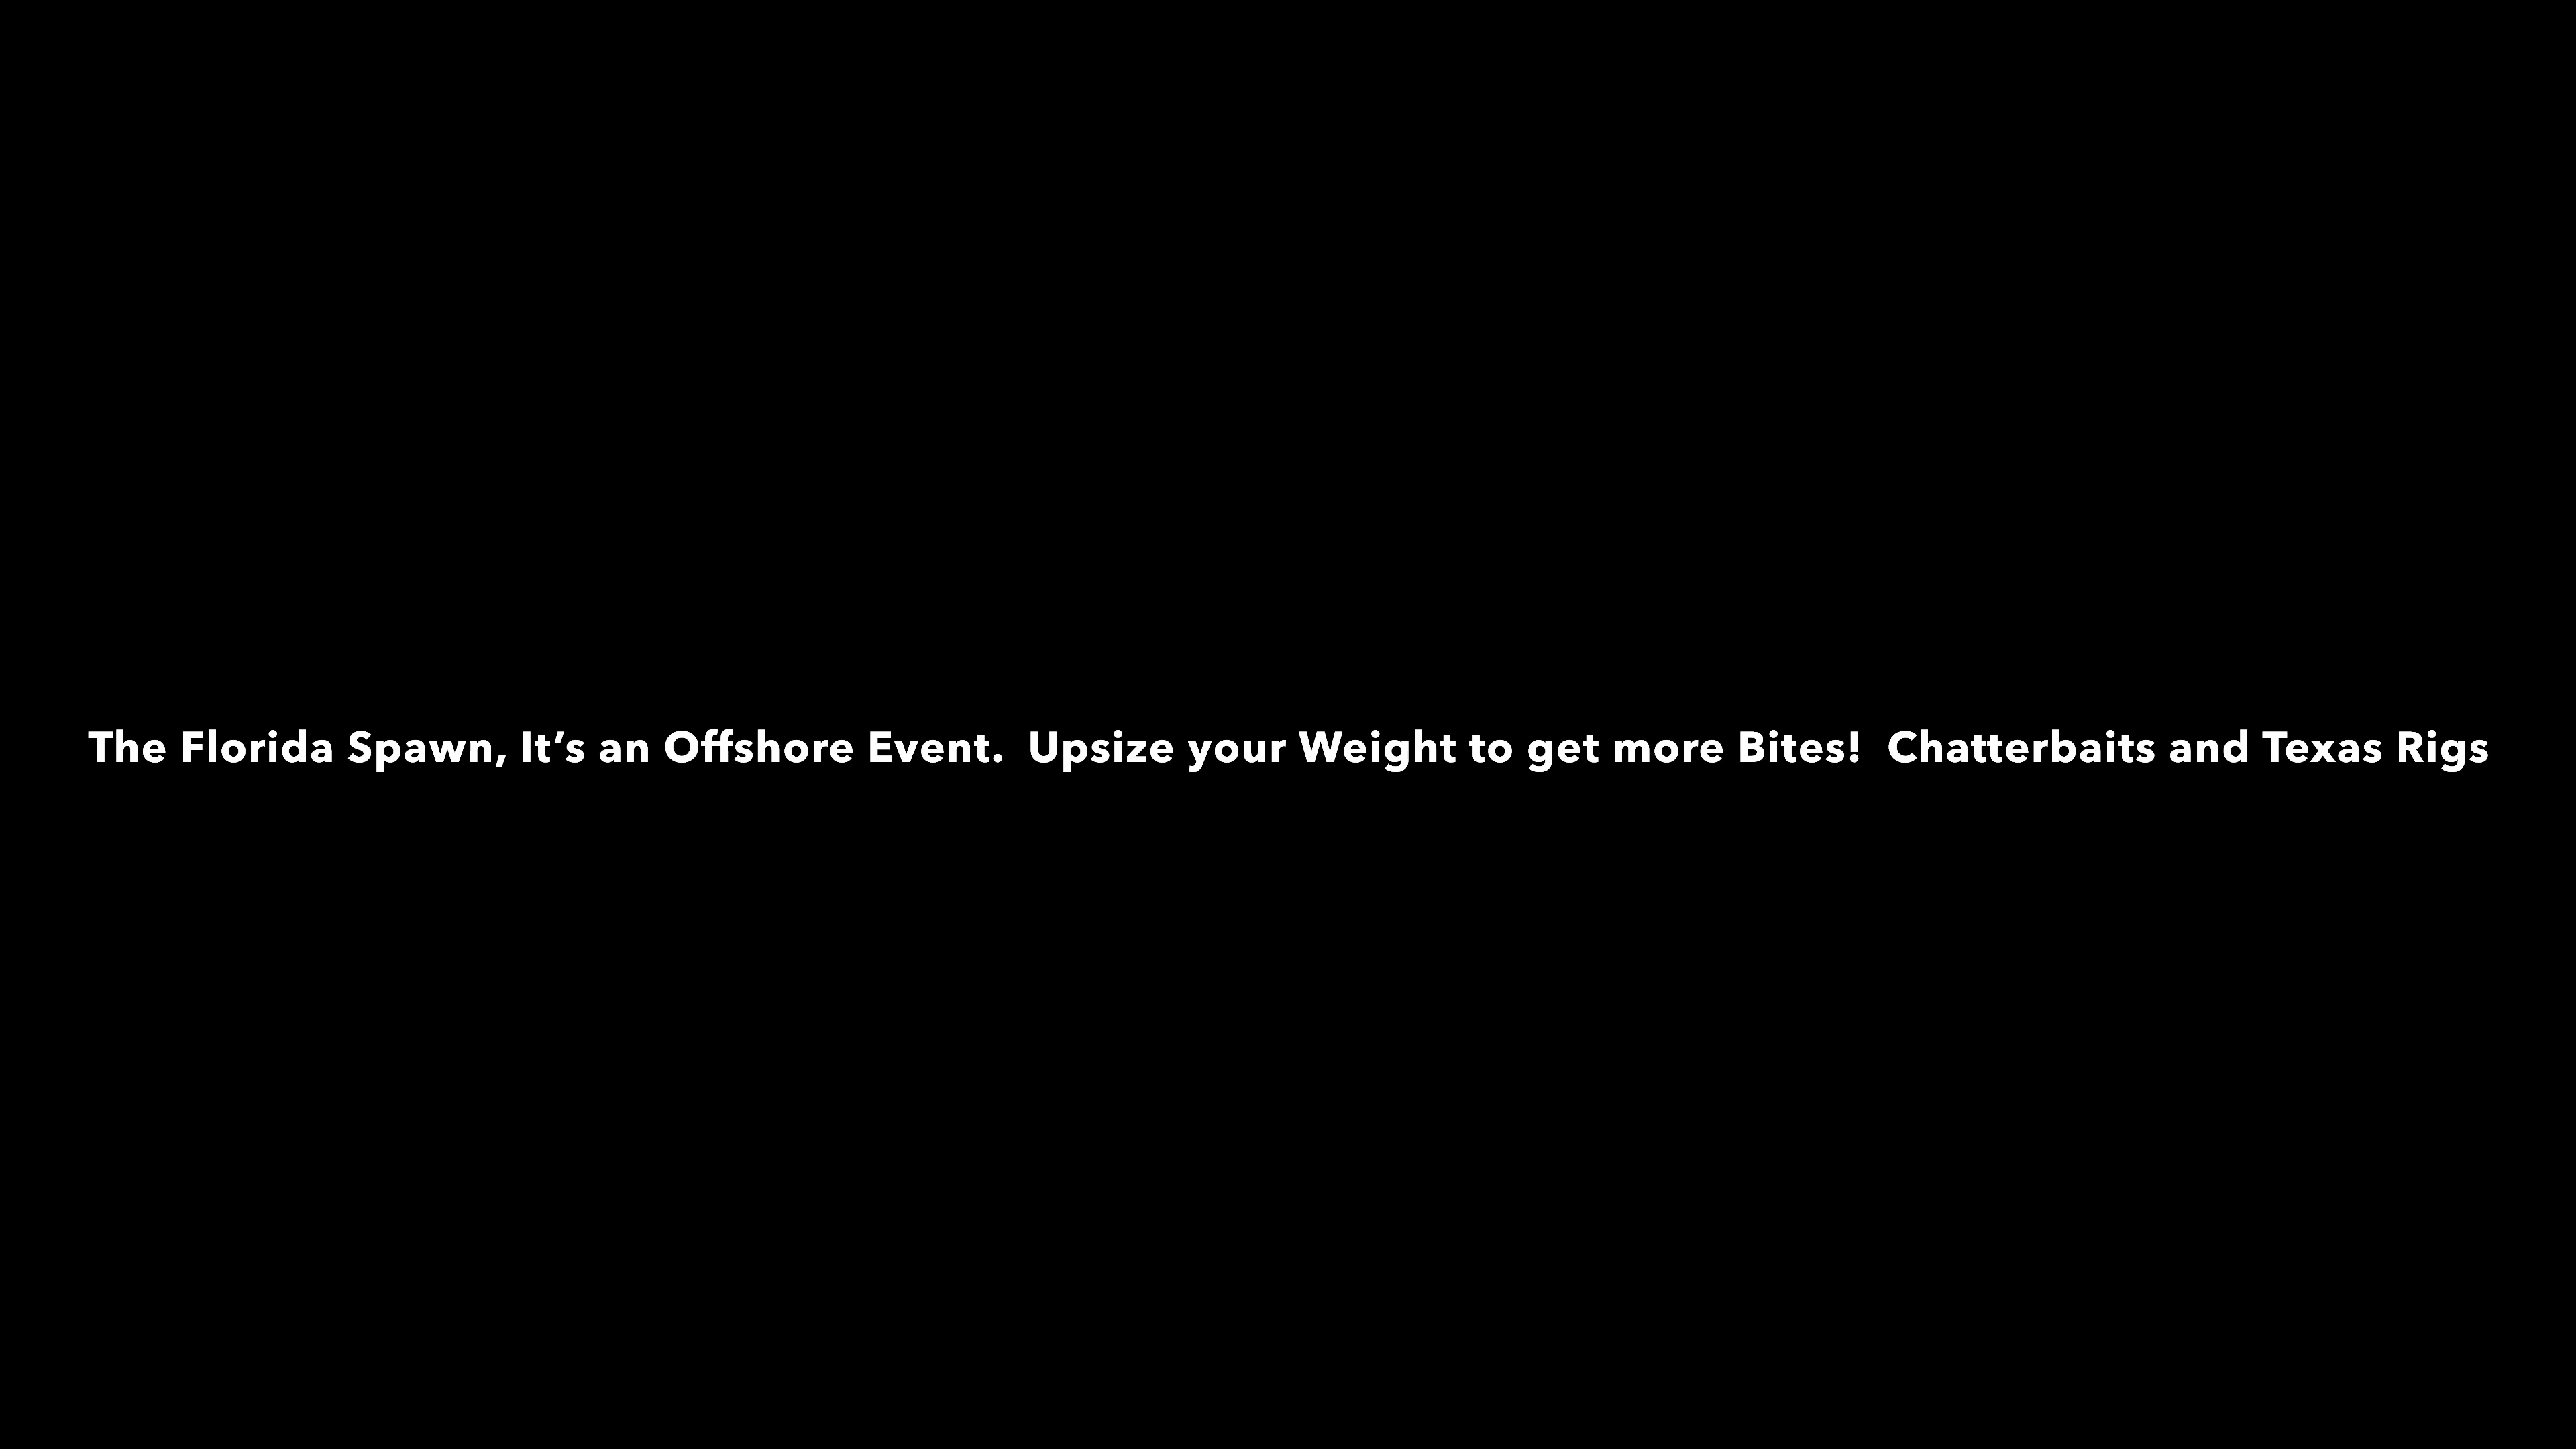 The Florida Spawn, It’s an Offshore Event.  Upsize your Weight to get more Bites!  Chatterbaits and Texas Rigs